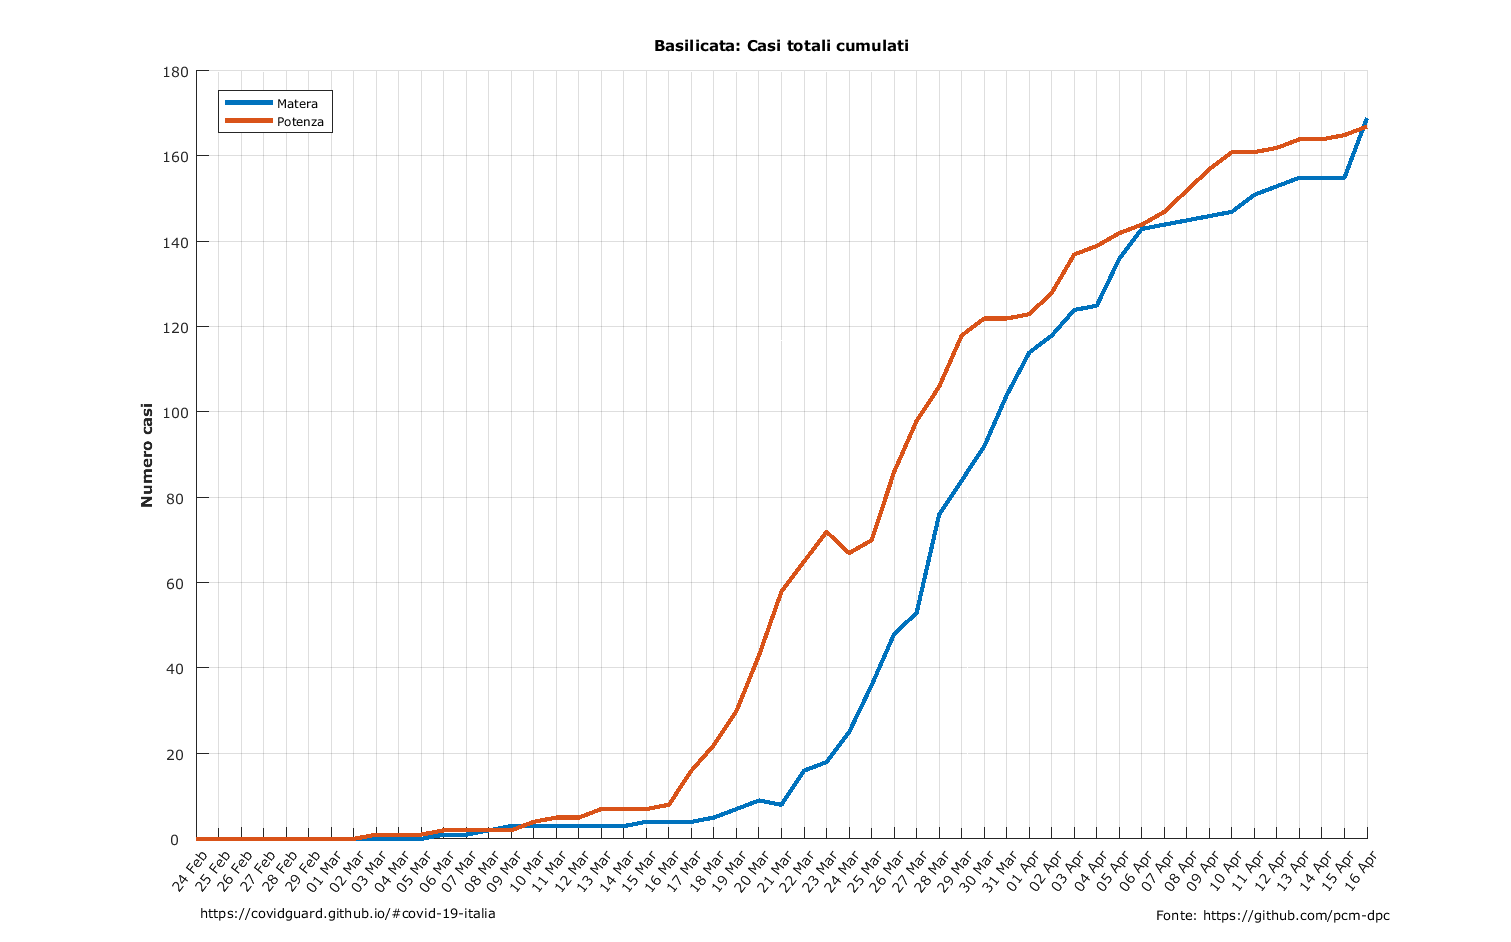 Basilicata: Casi totali cumulati
Matera
Potenza
Numero casi
180
160
140
120
100
80
60
40
20
0
24 Feb
25 Feb
26 Feb
27 Feb
28 Feb
29 Feb
01 Mar
02 Mar
03 Mar
04 Mar
05 Mar
06 Mar
07 Mar
08 Mar
09 Mar
10 Mar
11 Mar
12 Mar
13 Mar
14 Mar
15 Mar
16 Mar
17 Mar
18 Mar
19 Mar
20 Mar
21 Mar
22 Mar
23 Mar
24 Mar
25 Mar
26 Mar
27 Mar
28 Mar
29 Mar
30 Mar
31 Mar
01 Apr
02 Apr
03 Apr
04 Apr
05 Apr
06 Apr
07 Apr
08 Apr
09 Apr
10 Apr
11 Apr
12 Apr
13 Apr
14 Apr
15 Apr
16 Apr
https://covidguard.github.io/#covid-19-italia
Fonte: https://github.com/pcm-dpc